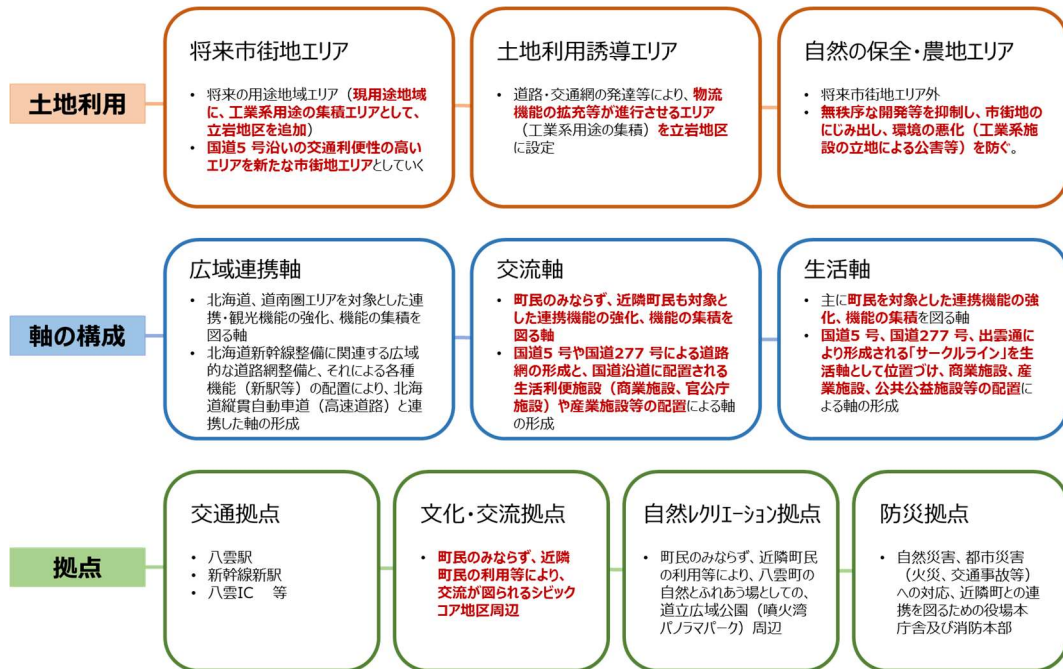 土地利用
将来市街地エリア
• 将来の用途地域エリア（現用途地域
に、工業系用途の集積エリアとして、
立岩地区を追加）
• 国道5 号沿いの交通利便性の高い
エリアを新たな市街地エリアとしていく
土地利用誘導エリア
• 道路・交通網の発達等により、物流
機能の拡充等が進行させるエリア
（工業系用途の集積）を立岩地区
に設定
自然の保全・農地エリア
• 将来市街地エリア外
• 無秩序な開発等を抑制し、市街地の
にじみ出し、環境の悪化（工業系施
設の立地による公害等）を防ぐ。
軸の構成
広域連携軸
• 北海道、道南圏エリアを対象とした連
携・観光機能の強化、機能の集積を
図る軸
• 北海道新幹線整備に関連する広域
的な道路網整備と、それによる各種
機能（新駅等）の配置により、北海
道縦貫自動車道（高速道路）と連
携した軸の形成
交流軸
• 町民のみならず、近隣町民も対象と
した連携機能の強化、機能の集積を
図る軸
• 国道5 号や国道277 号による道路
網の形成と、国道沿道に配置される
生活利便施設（商業施設、官公庁
施設）や産業施設等の配置による軸
の形成
生活軸
• 主に町民を対象とした連携機能の強
化、機能の集積を図る軸
• 国道5 号、国道277 号、出雲通に
より形成される「サークルライン」を生
活軸として位置づけ、商業施設、産
業施設、公共公益施設等の配置に
よる軸の形成
拠点
交通拠点
• 八雲駅
• 新幹線新駅
• 八雲IC 等
文化・交流拠点
• 町民のみならず、近隣
町民の利用等により、
交流が図られるシビック
コア地区周辺
自然ﾚｸﾘｴｰｼｮﾝ拠点
• 町民のみならず、近隣町民
の利用等により、八雲町の
自然とふれあう場としての、
道立広域公園（噴火湾
パノラマパーク）周辺
防災拠点
• 自然災害、都市災害
（火災、交通事故等）
への対応、近隣町との連
携を図るための役場本
庁舎及び消防本部